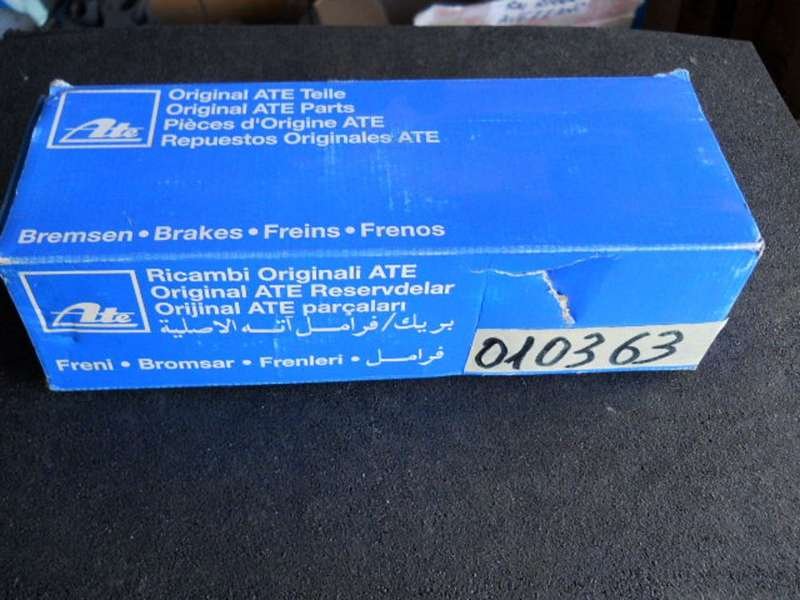 Ate
Original ATE Teile
Original ATE Parts
Pièces d'Origine ATE
Repuestos Originales ATE
Bremsen • Brakes • Freins • Frenos
Ate
Ricambi Originali ATE
Original ATE Reservdelar
Orijinal ATE parçaları
بريك/فرامل آته الاصلية
Freni • Bromsar • Frenleri • فرامل
010363